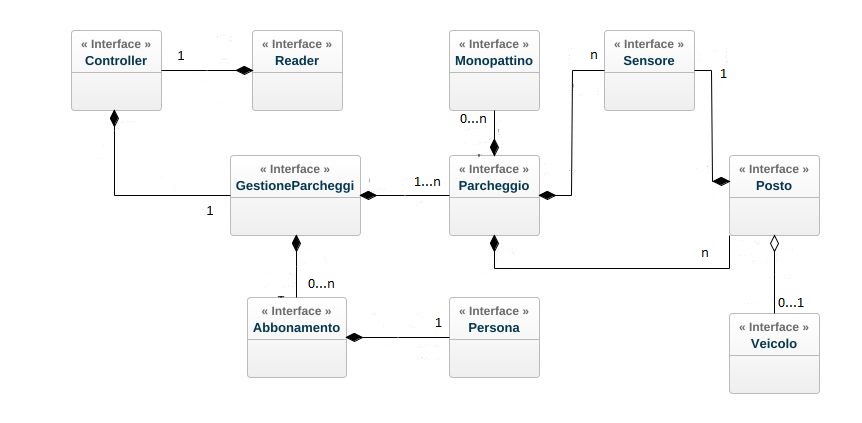 « Interface »
Controller
1
« Interface »
Reader
« Interface »
Monopattino
0...n
n
« Interface »
Sensore
1
« Interface »
GestioneParcheggi
1
1...n
« Interface »
Parcheggio
« Interface »
Posto
n
0...n
« Interface »
Abbonamento
1
« Interface »
Persona
0...1
« Interface »
Veicolo